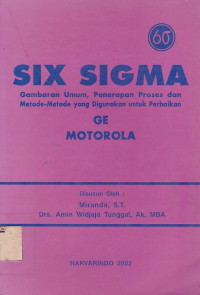 6σ
SIX SIGMA
Gambaran Umum, Penerapan Proses dan
Metode-Metode yang Digunakan untuk Perbaikan
GE
MOTOROLA
Disusun Oleh :
Miranda, S.T.
Drs. Amin Widjaja Tunggal, Ak. MBA
HARVARINDO 2002